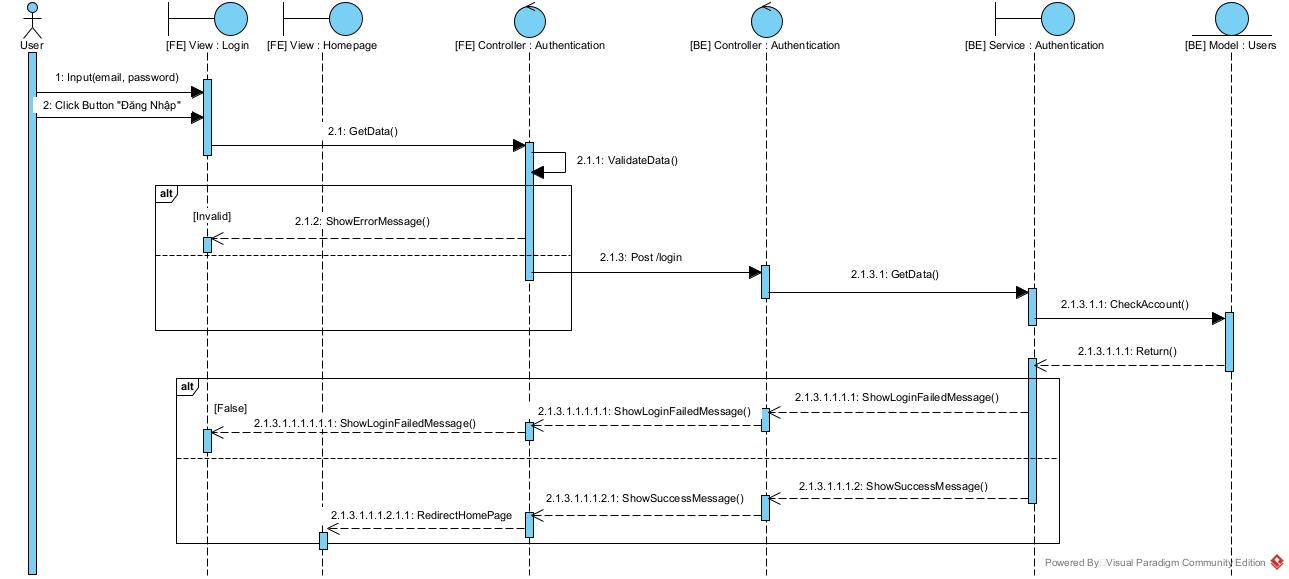 User
[FE] View : Login
[FE] View : Homepage
[FE] Controller : Authentication
[BE] Controller : Authentication
[BE] Service : Authentication
[BE] Model : Users
1: Input(email, password)
2: Click Button "Đăng Nhập"
2.1: GetData()
2.1.1: ValidateData()
alt
[Invalid]
2.1.2: ShowErrorMessage()
2.1.3: Post /login
2.1.3.1: GetData()
2.1.3.1.1: CheckAccount()
2.1.3.1.1.1: Return()
alt
[False]
2.1.3.1.1.1.1: ShowLoginFailedMessage()
2.1.3.1.1.1.1.1: ShowLoginFailedMessage()
2.1.3.1.1.1.1.1.1: ShowLoginFailedMessage()
2.1.3.1.1.1.2: ShowSuccessMessage()
2.1.3.1.1.1.2.1: ShowSuccessMessage()
2.1.3.1.1.1.2.1.1: RedirectHomePage
Powered By Visual Paradigm Community Edition